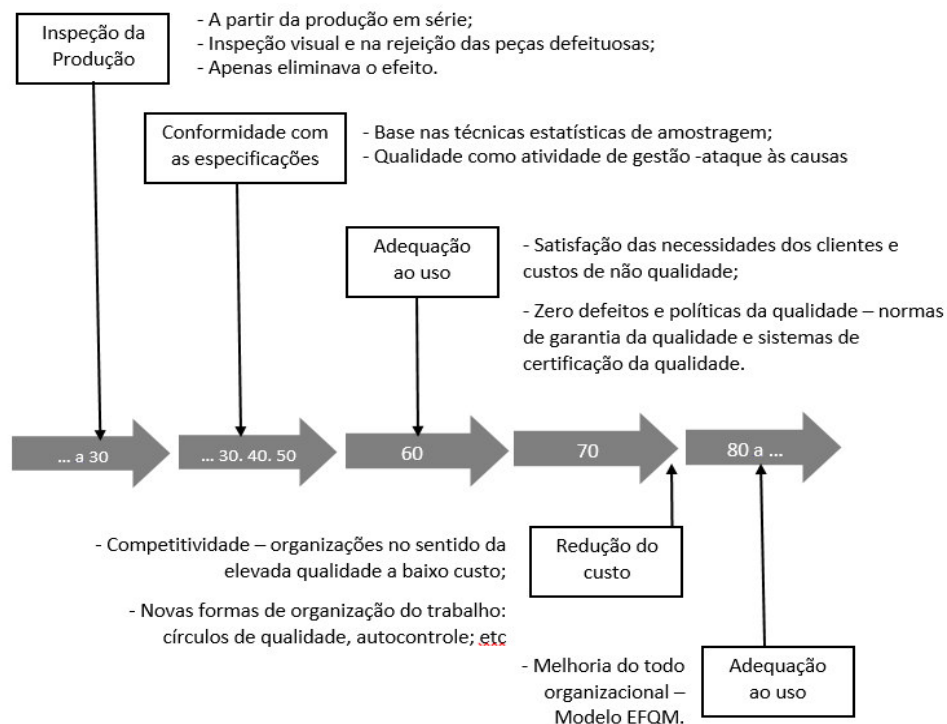 Inspeção da
Produção
- A partir da produção em série;
- Inspeção visual e na rejeição das peças defeituosas;
- Apenas eliminava o efeito.
Conformidade com
as especificações
- Base nas técnicas estatísticas de amostragem;
- Qualidade como atividade de gestão -ataque às causas
Adequação
ao uso
- Satisfação das necessidades dos clientes e
custos de não qualidade;
- Zero defeitos e políticas da qualidade – normas
de garantia da qualidade e sistemas de
certificação da qualidade.
... a 30
... 30. 40. 50
60
70
80 a ...
- Competitividade – organizações no sentido da
elevada qualidade a baixo custo;
- Novas formas de organização do trabalho:
círculos de qualidade, autocontrole; etc
Redução do
custo
- Melhoria do todo
organizacional –
Modelo EFQM.
Adequação
ao uso